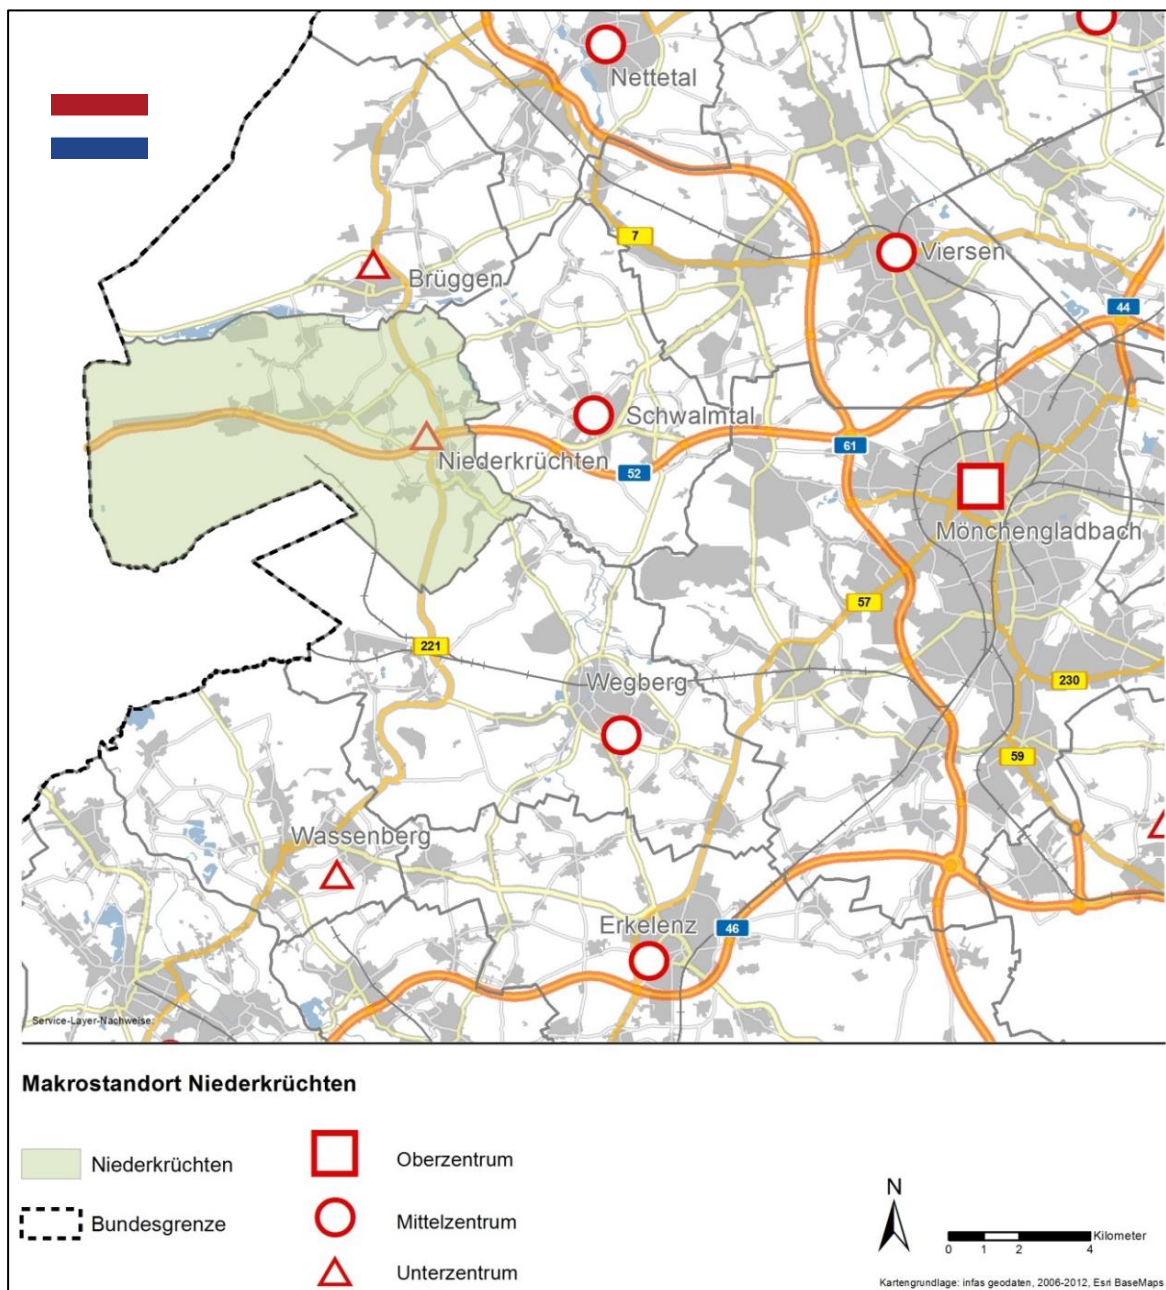 Nettetal
7
Viersen
Brüggen
44
Schwalmtal
61
Niederkrüchten
52
Mönchengladbach
57
221
Wegberg
230
59
Wassenberg
Erkelenz
46
Service-Layer-Nachweise:
Makrostandort Niederkrüchten
Niederkrüchten
Oberzentrum
Bundesgrenze
Mittelzentrum
Unterzentrum
N
Kilometer
0 1 2 4
Kartengrundlage: infas geodaten, 2006-2012, Esri BaseMaps